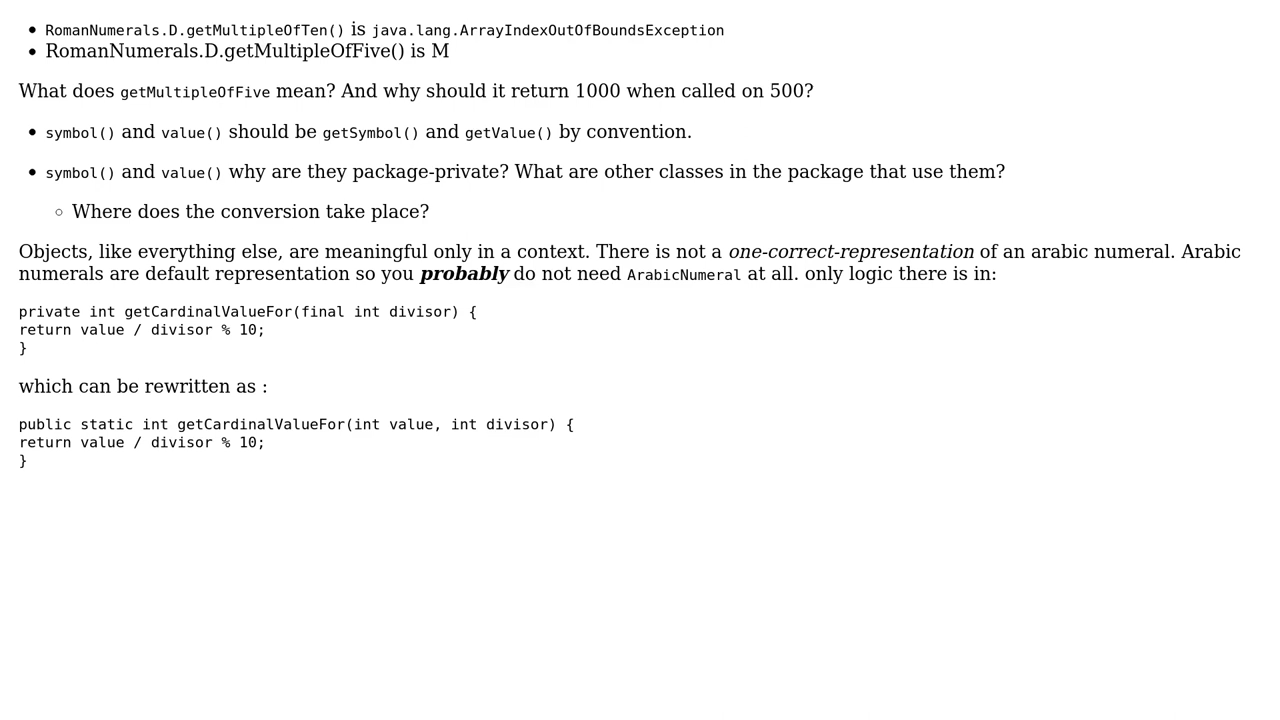 RomanNumerals.D.getMultipleOfTen() is java.lang.ArrayIndexOutOfBoundsException
RomanNumerals.D.getMultipleOfFive() is M
What does getMultipleOfFive mean? And why should it return 1000 when called on 500?
symbol() and value() should be getSymbol() and getValue() by convention.
symbol() and value() why are they package-private? What are other classes in the package that use them?
Where does the conversion take place?
Objects, like everything else, are meaningful only in a context. There is not a one-correct-representation of an arabic numeral. Arabic
numerals are default representation so you probably do not need ArabicNumeral at all. only logic there is in:
private int getCardinalValueFor(final int divisor) {
return value / divisor % 10;
}
which can be rewritten as :
public static int getCardinalValueFor(int value, int divisor) {
return value / divisor % 10;
}